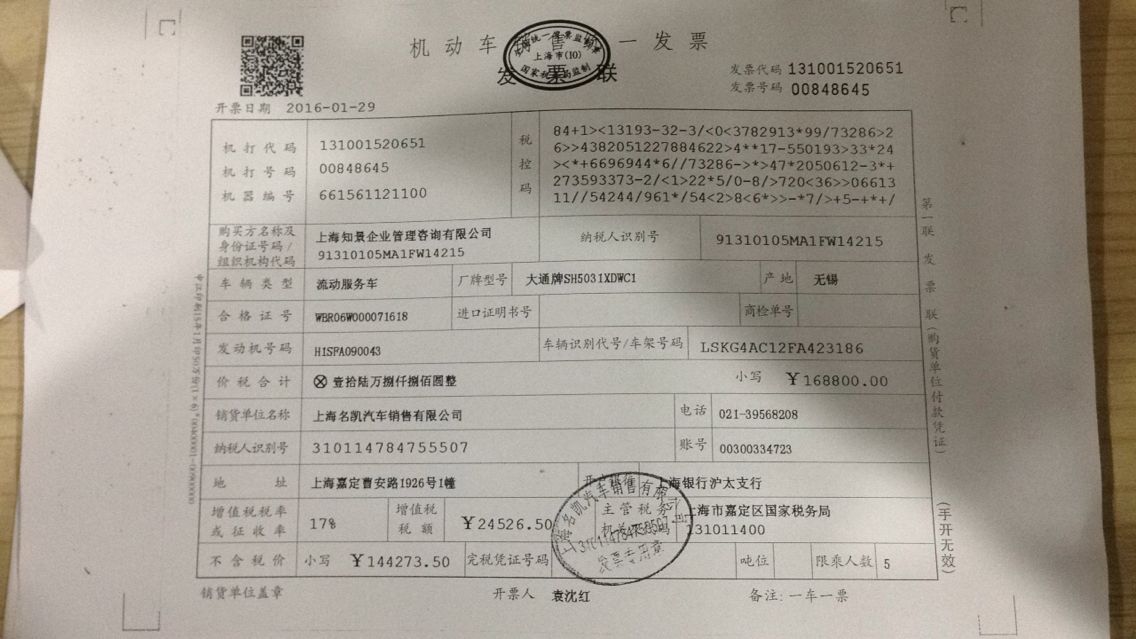 机动车销售统一发票
发票联
全国统一发票监制章
上海市(10)
国家税务局监制
发票代码 131001520651
发票号码 00848645
开票日期 2016-01-29
机打代码 131001520651
机打号码 00848645
机器编号 661561121100
税控码
84+1><13193-32-3/<0<3782913*99/73286>2
6>>4382051227884622>4**17-550193>33*24
><*+6696944*6//73286->*>47*2050612-3*+
273593373-2/<1>22*5/0-8/>720<36>>06613
11//54244/961*/54<2>8<6*>>-*7/>+5-+*+/
购买方名称及身份证号码/组织机构代码
上海知景企业管理咨询有限公司
91310105MA1FW14215
纳税人识别号 91310105MA1FW14215
车辆类型 流动服务车 厂牌型号 大通牌SH5031XDWC1 产地 无锡
合格证号 WBR06W000071618 进口证明书号 商检单号
发动机号码 H1SFA090043 车辆识别代号/车架号码 LSKG4AC12FA423186
价税合计 ⊗壹拾陆万捌仟捌佰圆整 小写 ￥168800.00
销货单位名称 上海名凯汽车销售有限公司 电话 021-39568208
纳税人识别号 310114784755507 账号 00300334723
地址 上海嘉定曹安路1926号1幢 开户银行 上海银行沪太支行
增值税税率或征收率 17% 增值税税额 ￥24526.50 主管税务机关及代码 上海市嘉定区国家税务局
131011400
不含税价 小写 ￥144273.50 完税凭证号码 吨位 限乘人数 5
销货单位盖章 开票人 袁沈红 备注:一车一票
上海名凯汽车销售有限公司
310114784755507
发票专用章
第一联 发票联(购货单位付款凭证)
(手开无效)